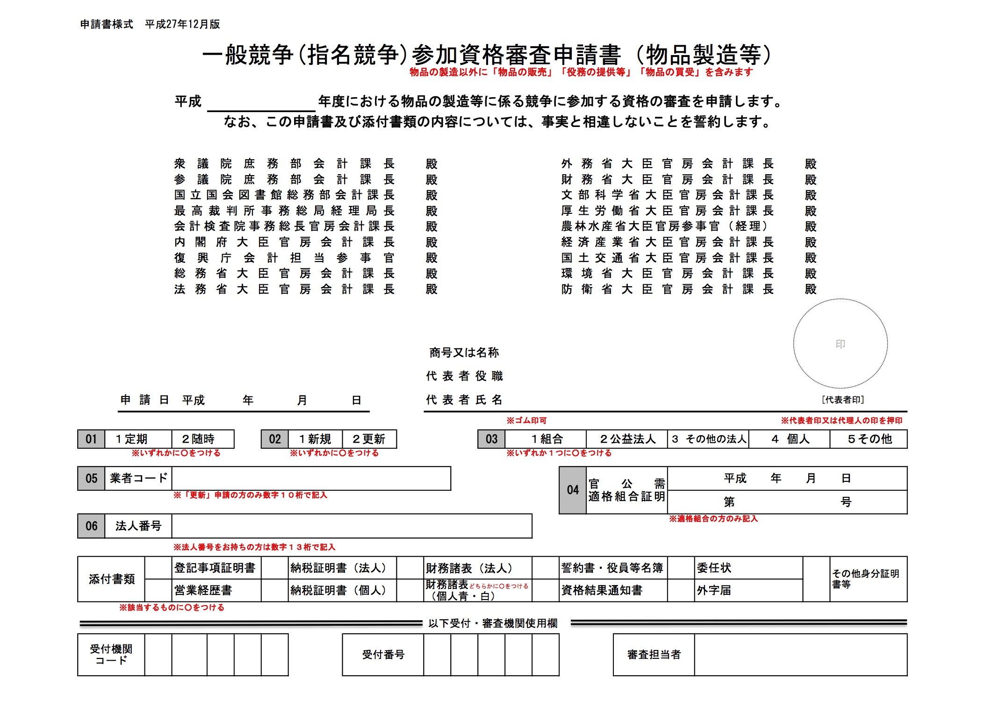 申請書様式　平成27年12月版
一般競争(指名競争)参加資格審査申請書（物品製造等）
物品の製造以外に「物品の販売」「役務の提供等」「物品の買受」を含みます
平成　　　　　　　　年度における物品の製造等に係る競争に参加する資格の審査を申請します。
なお、この申請書及び添付書類の内容については、事実と相違しないことを誓約します。
衆議院庶務部会計課長　殿
参議院庶務部会計課長　殿
国立国会図書館総務部会計課長　殿
最高裁判所事務総局経理局長　殿
会計検査院事務総長官房会計課長　殿
内閣府大臣官房会計課長　殿
復興庁会計担当参事官　殿
総務省大臣官房会計課長　殿
法務省大臣官房会計課長　殿
外務省大臣官房会計課長　殿
財務省大臣官房会計課長　殿
文部科学省大臣官房会計課長　殿
厚生労働省大臣官房会計課長　殿
農林水産省大臣官房参事官（経理）　殿
経済産業省大臣官房会計課長　殿
国土交通省大臣官房会計課長　殿
環境省大臣官房会計課長　殿
防衛省大臣官房会計課長　殿
印
商号又は名称
代表者役職
申請日　平成　　年　　月　　日
代表者氏名
[代表者印]
※ゴム印可
※代表者印又は代理人の印を押印
01　1定期　2随時
※いずれかに〇をつける
02　1新規　2更新
※いずれかに〇をつける
03　1組合　2公益法人　3 その他の法人　4 個人　5その他
※いずれか１つに〇をつける
05　業者コード
※「更新」申請の方のみ数字１０桁で記入
04　官公需
適格組合証明
平成　　年　　月　　日
第　　　　　号
※適格組合の方のみ記入
06　法人番号
※法人番号をお持ちの方は数字１３桁で記入
添付書類
登記事項証明書　納税証明書（法人）　財務諸表（法人）　誓約書・役員等名簿　委任状
営業経歴書　納税証明書（個人）　財務諸表どちらかに〇をつける
（個人青・白）
資格結果通知書　外字届
その他身分証明
書等
※該当するものに〇をつける
以下受付・審査機関使用欄
受付機関
コード
受付番号
審査担当者